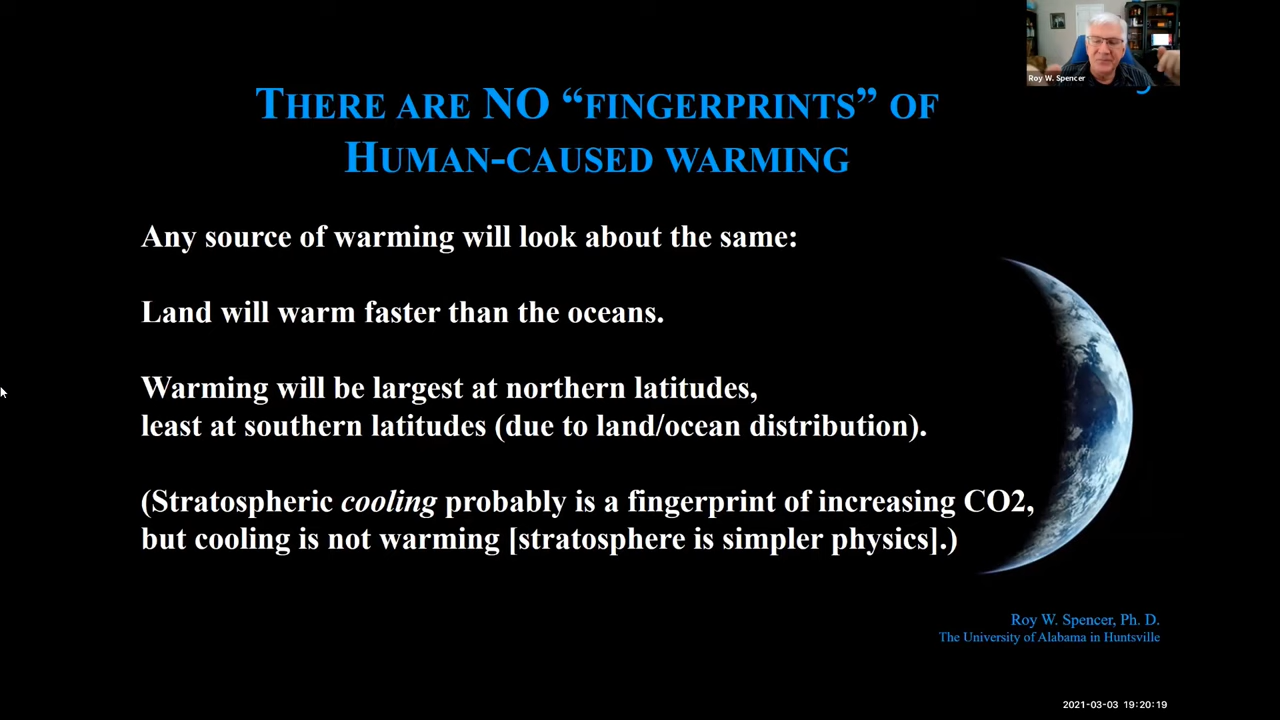 Roy W. Spencer
THERE ARE NO “FINGERPRINTS” OF
HUMAN-CAUSED WARMING
Any source of warming will look about the same:
Land will warm faster than the oceans.
Warming will be largest at northern latitudes,
least at southern latitudes (due to land/ocean distribution).
(Stratospheric cooling probably is a fingerprint of increasing CO2,
but cooling is not warming [stratosphere is simpler physics].)
Roy W. Spencer, Ph. D.
The University of Alabama in Huntsville
2021-03-03 19:20:19